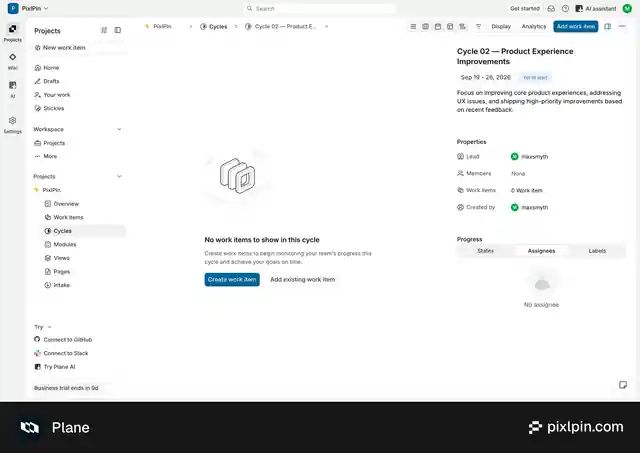 PixlPin
Search
Get started
AI assistant
M
Projects
Wiki
AI
Settings
Projects
New work item
Home
Drafts
Your work
Stickies
Workspace
Projects
More
Projects
PixlPin
Overview
Work items
Cycles
Modules
Views
Pages
Intake
Try
Connect to GitHub
Connect to Slack
Try Plane AI
Business trial ends in 9d
PixlPin
Cycles
Cycle 02 — Product E...
Display
Analytics
Add work item
No work items to show in this cycle
Create work items to begin monitoring your team's progress this
cycle and achieve your goals on time.
Create work item
Add existing work item
Cycle 02 — Product Experience
Improvements
Sep 19 - 26, 2026
Focus on improving core product experiences, addressing
UX issues, and shipping high-priority improvements based
on recent feedback.
Properties
Lead
M maxsmyth
Members
None
Work items
0 Work item
Created by
M maxsmyth
Progress
States
Assignees
Labels
No assignee
Plane
pixlpin.com